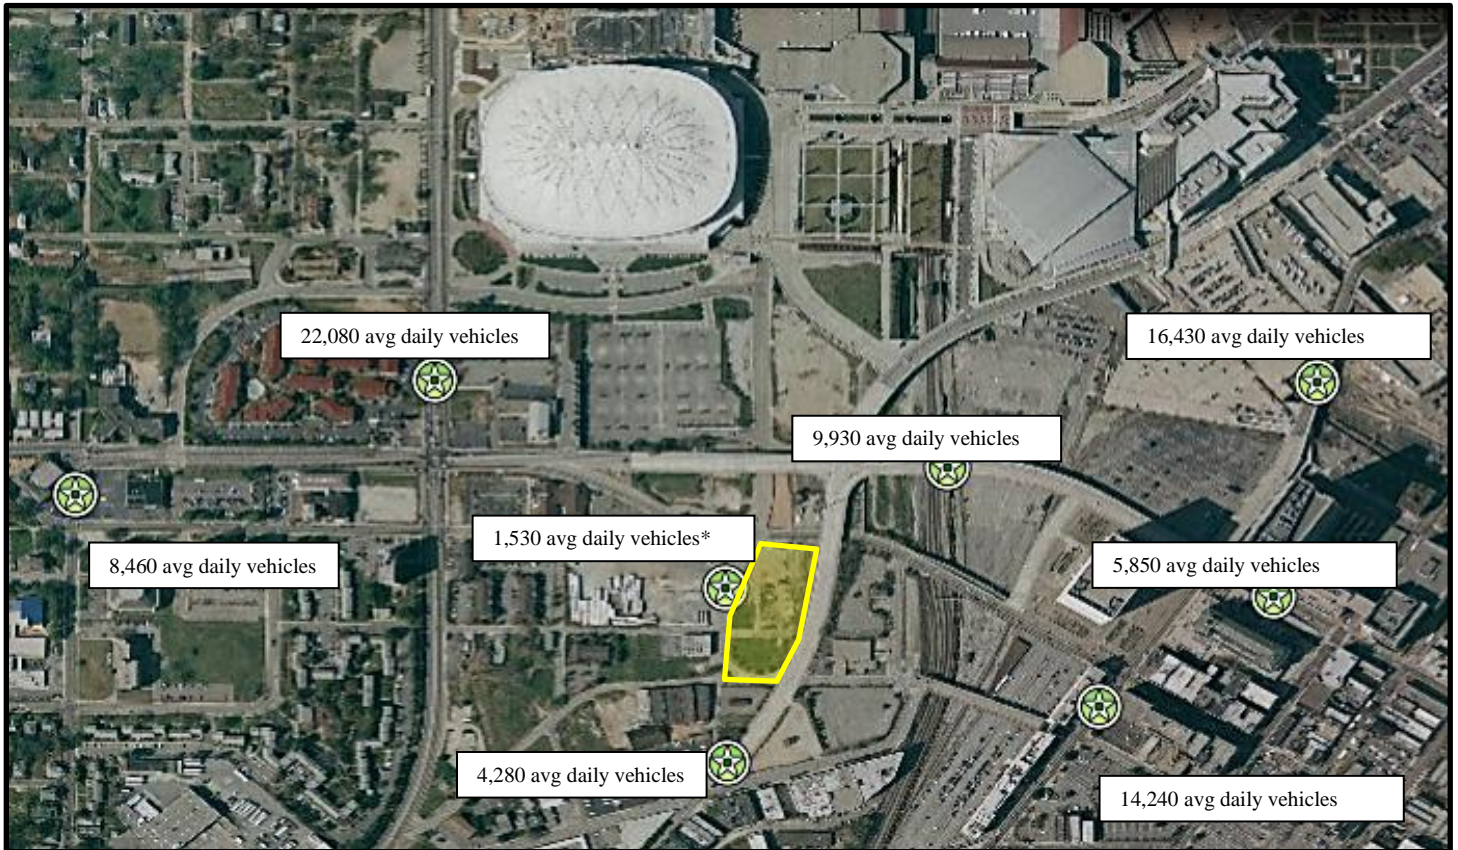 22,080 avg daily vehicles
16,430 avg daily vehicles
9,930 avg daily vehicles
1,530 avg daily vehicles*
8,460 avg daily vehicles
5,850 avg daily vehicles
4,280 avg daily vehicles
14,240 avg daily vehicles